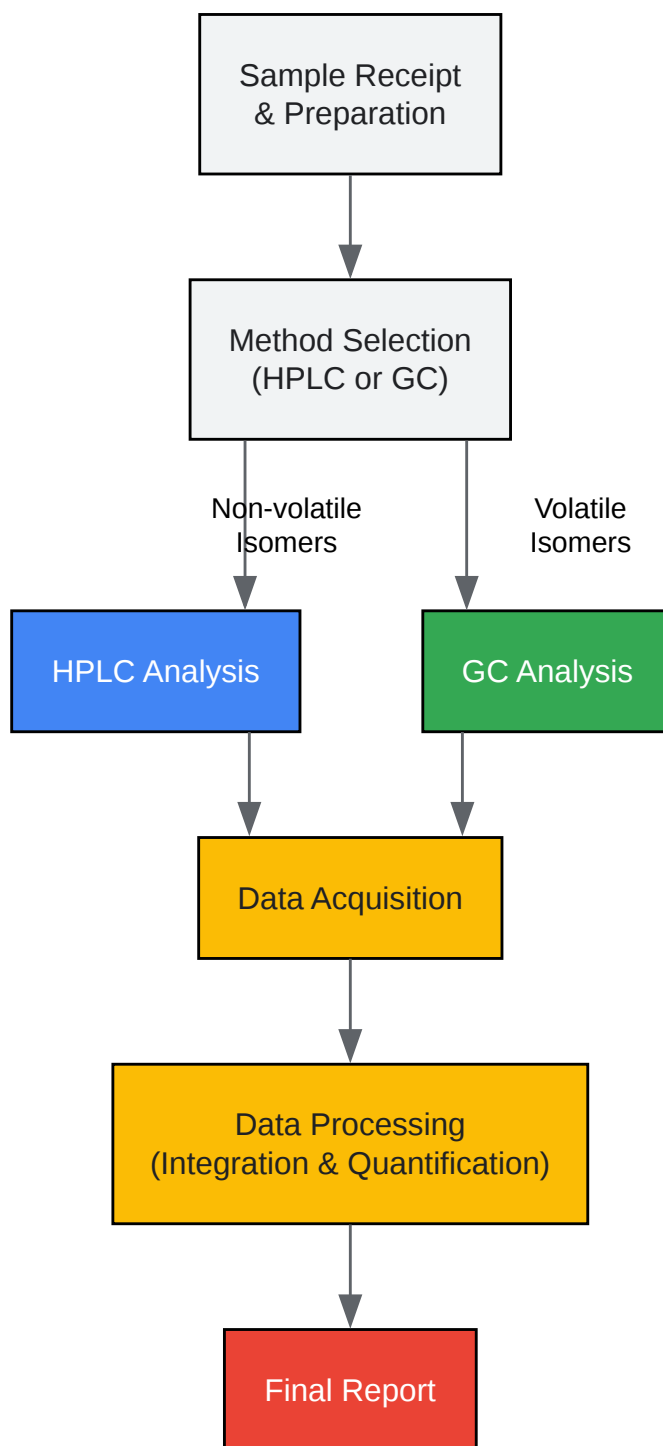 Sample Receipt
& Preparation
Method Selection
(HPLC or GC)
Non-volatile
Isomers
Volatile
Isomers
HPLC Analysis
GC Analysis
Data Acquisition
Data Processing
(Integration & Quantification)
Final Report